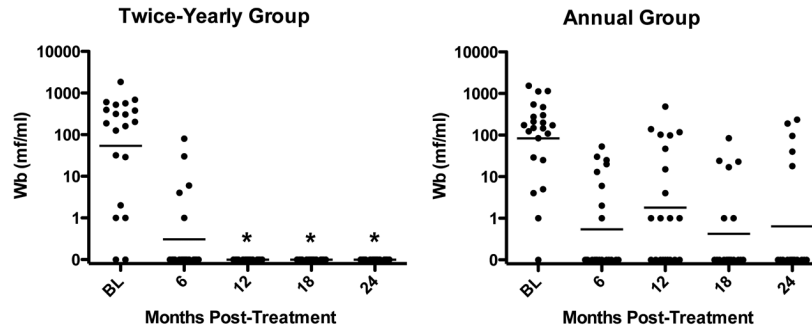 Twice-Yearly Group
Wb (mf/ml)
10000
1000
100
10
1
0
* * *
BL 6 12 18 24
Months Post-Treatment
Annual Group
Wb (mf/ml)
10000
1000
100
10
1
0
BL 6 12 18 24
Months Post-Treatment